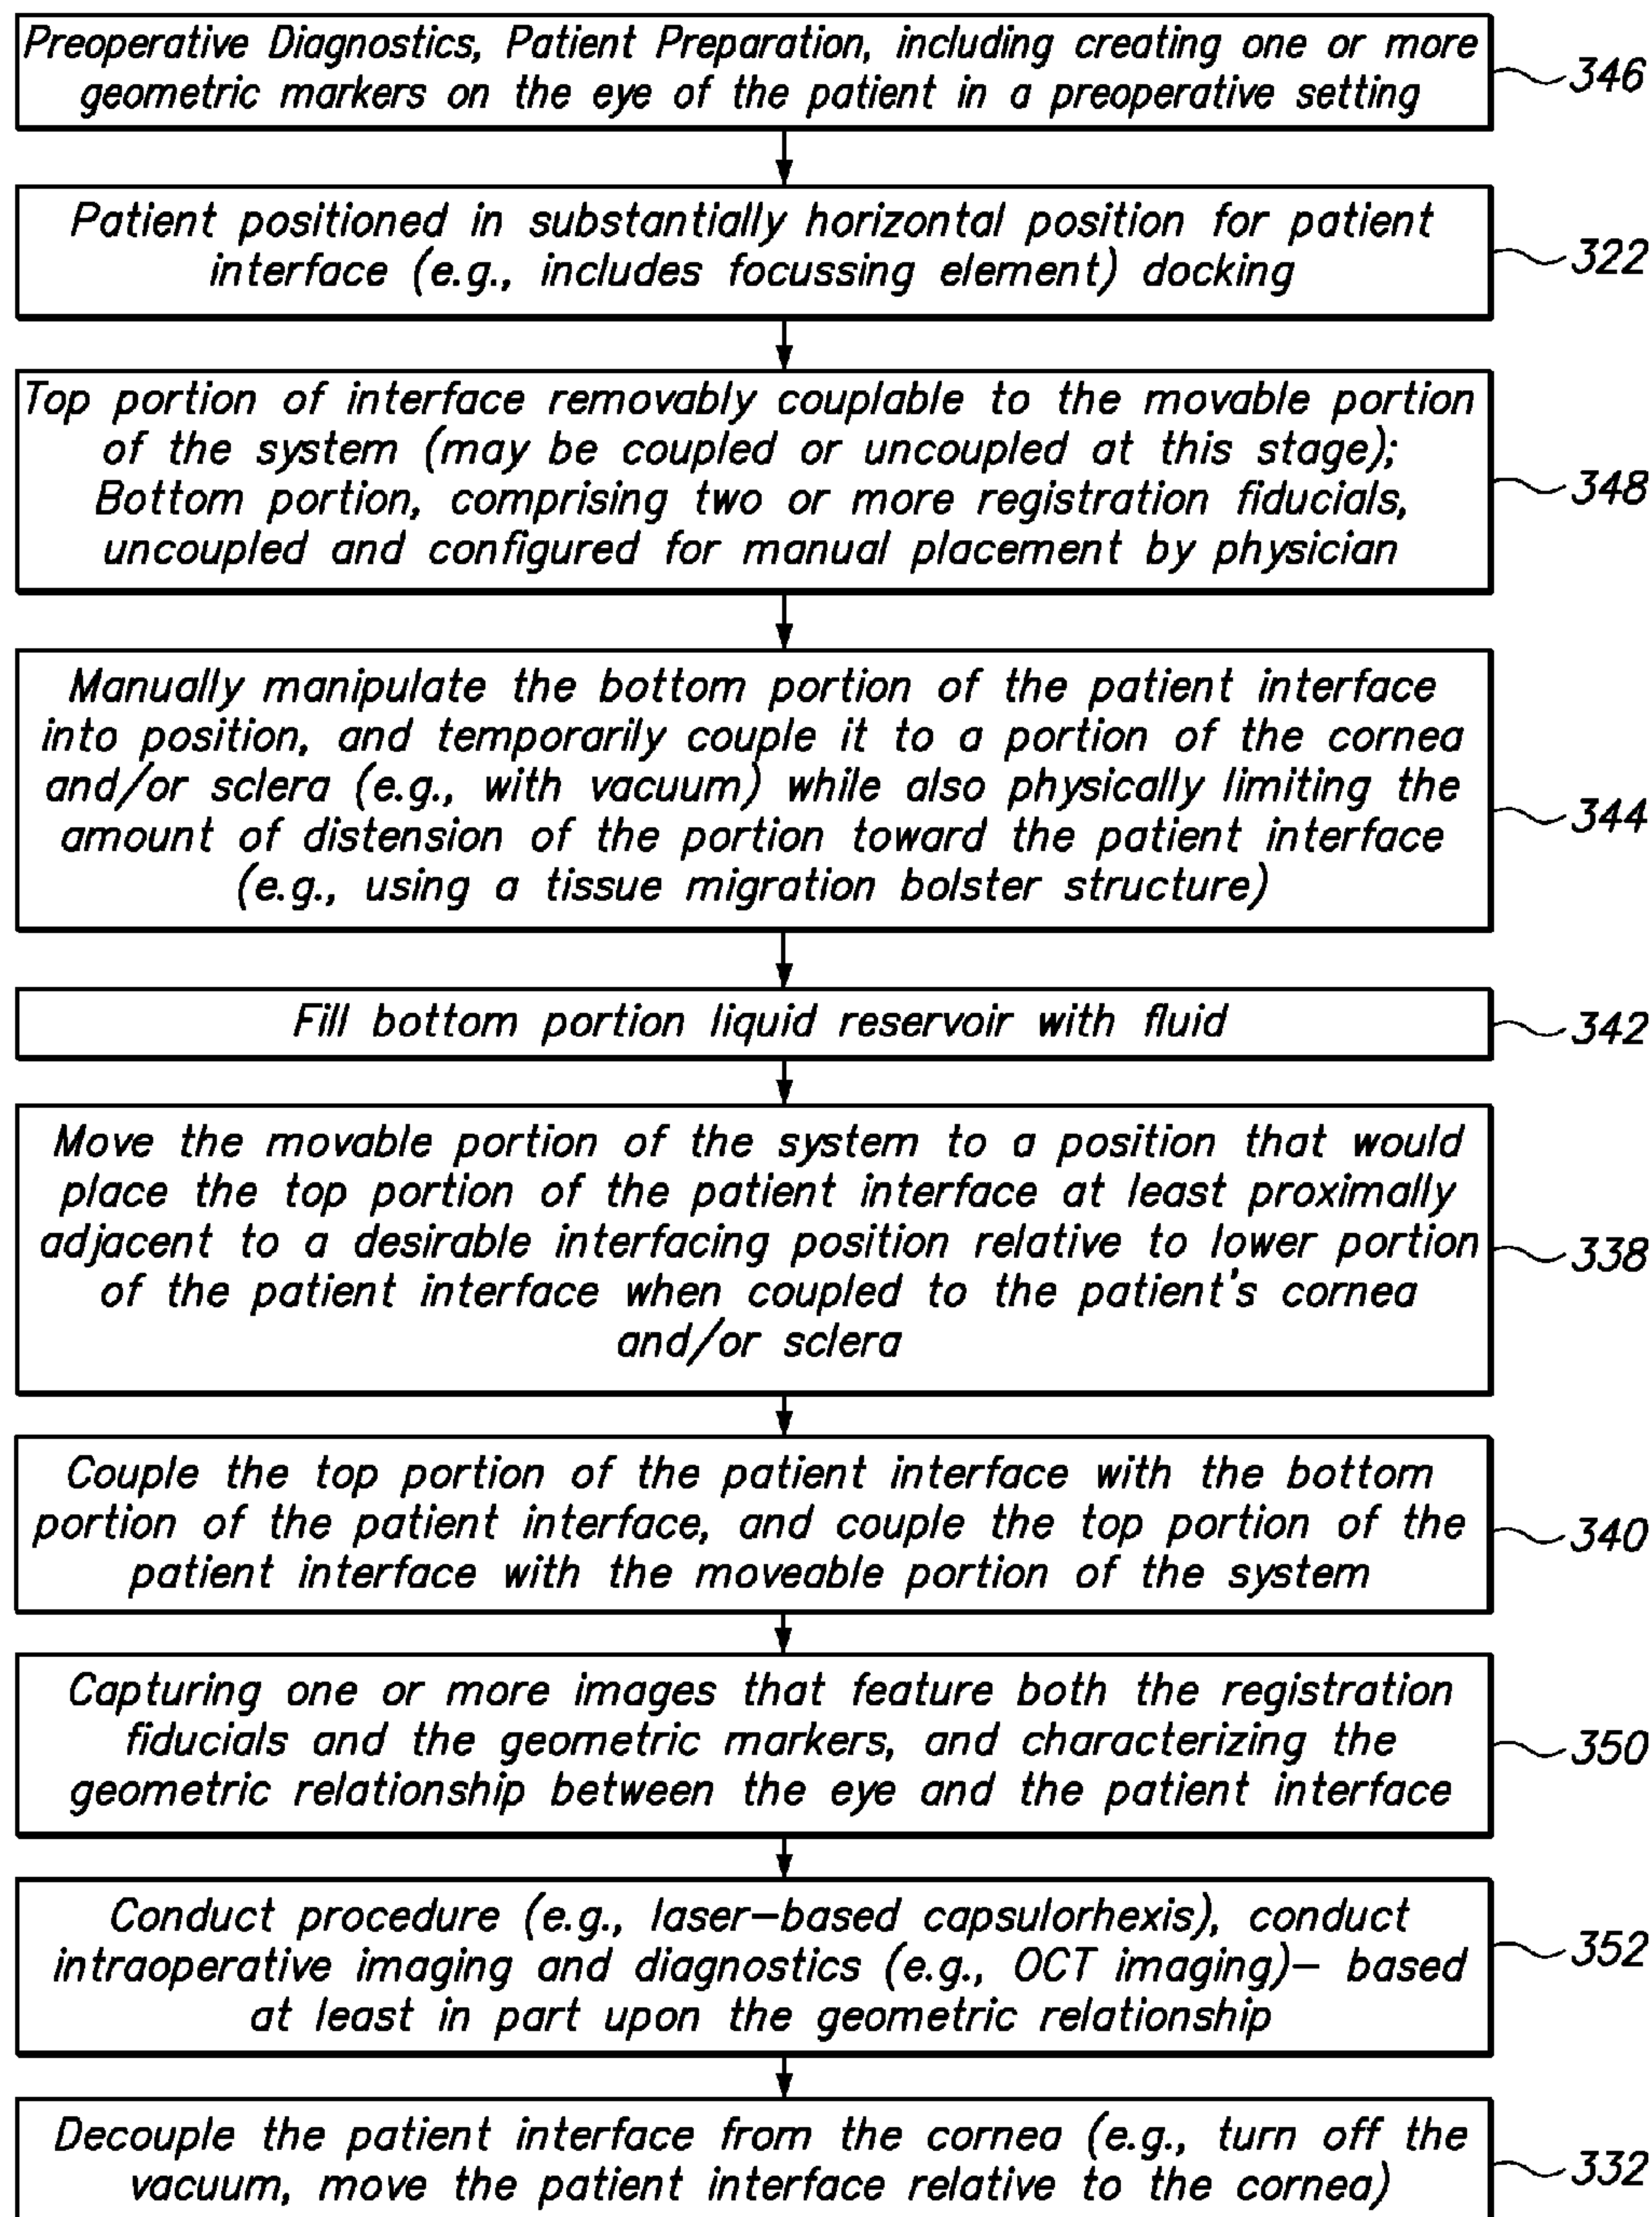 Preoperative Diagnostics, Patient Preparation, including creating one or more
geometric markers on the eye of the patient in a preoperative setting
346
Patient positioned in substantially horizontal position for patient
interface (e.g., includes focussing element) docking
322
Top portion of interface removably couplable to the movable portion
of the system (may be coupled or uncoupled at this stage);
Bottom portion, comprising two or more registration fiducials,
uncoupled and configured for manual placement by physician
348
Manually manipulate the bottom portion of the patient interface
into position, and temporarily couple it to a portion of the cornea
and/or sclera (e.g., with vacuum) while also physically limiting the
amount of distension of the portion toward the patient interface
(e.g., using a tissue migration bolster structure)
344
Fill bottom portion liquid reservoir with fluid
342
Move the movable portion of the system to a position that would
place the top portion of the patient interface at least proximally
adjacent to a desirable interfacing position relative to lower portion
of the patient interface when coupled to the patient's cornea
and/or sclera
338
Couple the top portion of the patient interface with the bottom
portion of the patient interface, and couple the top portion of the
patient interface with the moveable portion of the system
340
Capturing one or more images that feature both the registration
fiducials and the geometric markers, and characterizing the
geometric relationship between the eye and the patient interface
350
Conduct procedure (e.g., laser-based capsulorhexis), conduct
intraoperative imaging and diagnostics (e.g., OCT imaging)- based
at least in part upon the geometric relationship
352
Decouple the patient interface from the cornea (e.g., turn off the
vacuum, move the patient interface relative to the cornea)
332